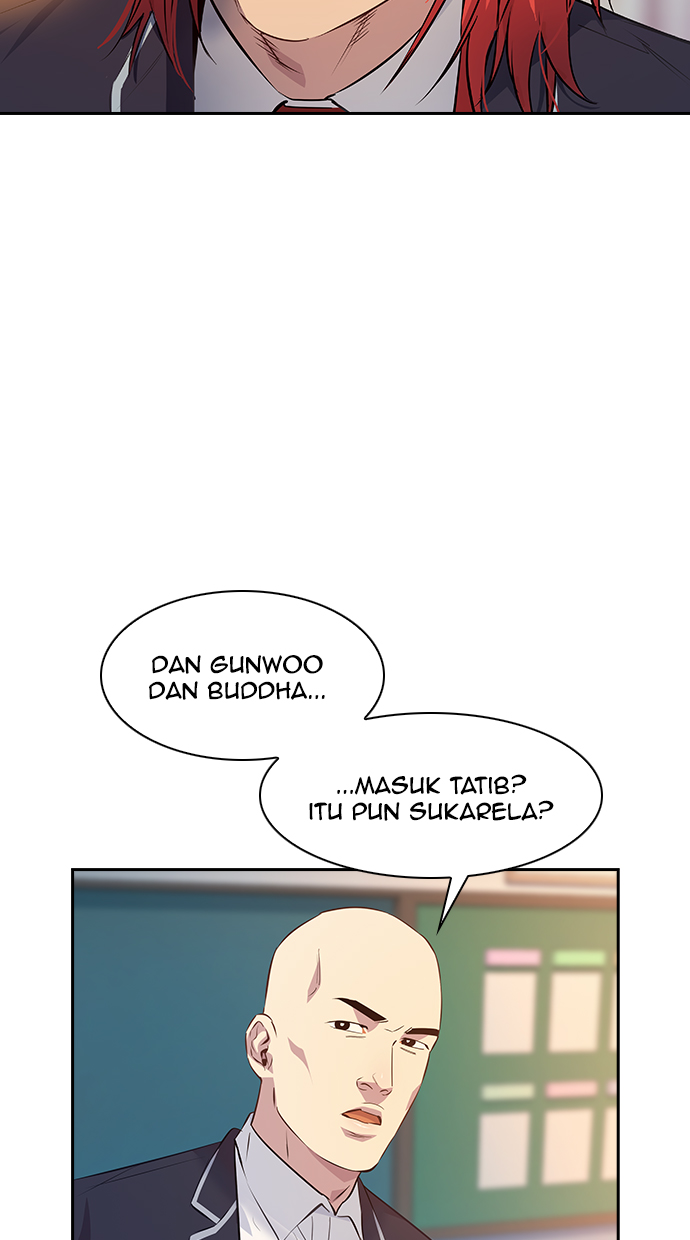 DAN GUNWOO
DAN BUDDHA...
...MASUK TATIB?
ITU PUN SUKARELA?